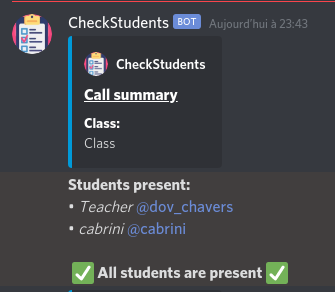 CheckStudents BOT Aujourd'hui à 23:43
CheckStudents
Call summary
Class:
Class
Students present:
• Teacher @dov_chavers
• cabrini @cabrini
✅ All students are present ✅